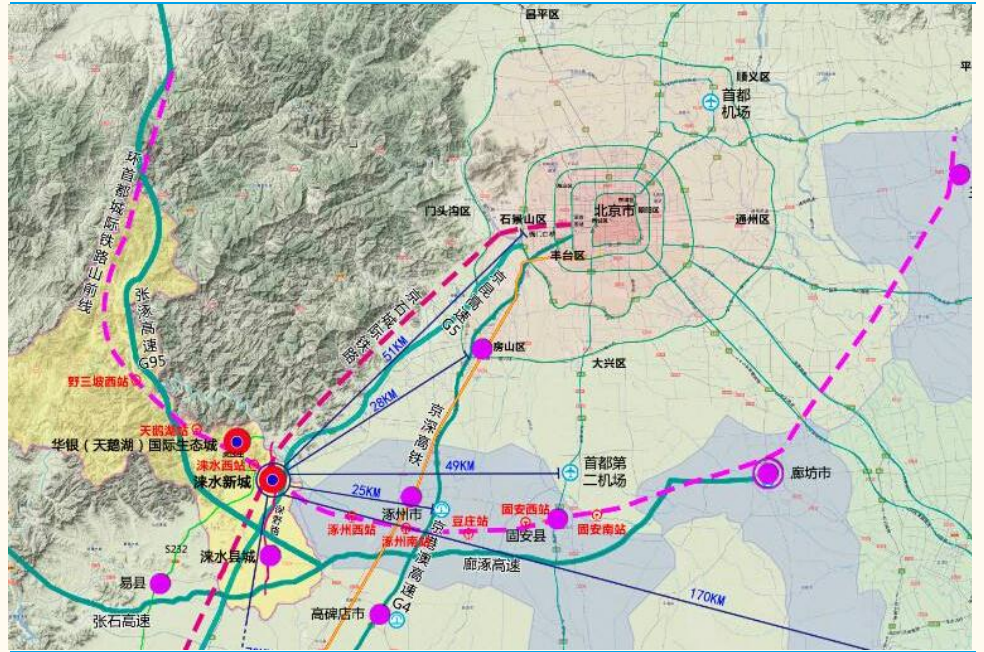 昌平区
平
顺义区
首都
机场
环首都城际铁路山前线
门头沟区
石景山区
北京市
通州区
丰台区
张涿高速
G95
京石城际铁路
京昆高速
G5
51KM
28KM
房山区
大兴区
野三坡西站
天鹅湖站
华银（天鹅湖）国际生态城
涞水西站
涞水新城
京深高铁
49KM
25KM
首都第
二机场
廊坊市
涿州市
涿州西站
涿州南站
豆庄站
固安西站
固安县
固安南站
京港澳高速
G4
S232
涞水县城
廊涿高速
易县
张石高速
高碑店市
170KM